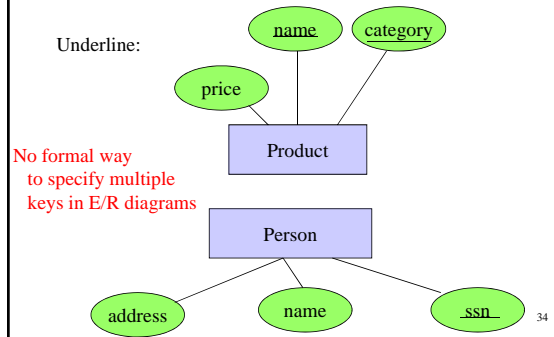 name
category
Underline:
price
Product
No formal way
to specify multiple
keys in E/R diagrams
Person
address
name
ssn
34